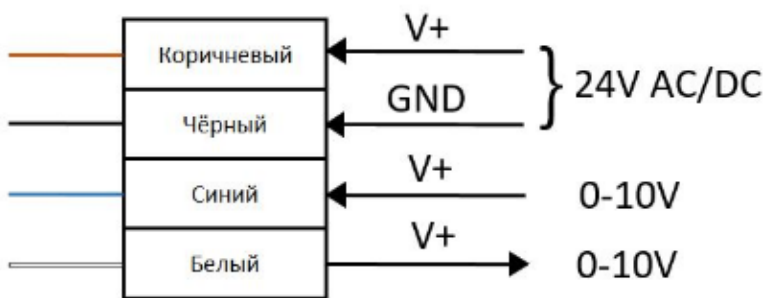 Коричневый V+
24V AC/DC
Чёрный GND
Синий V+ 0-10V
Белый V+ 0-10V